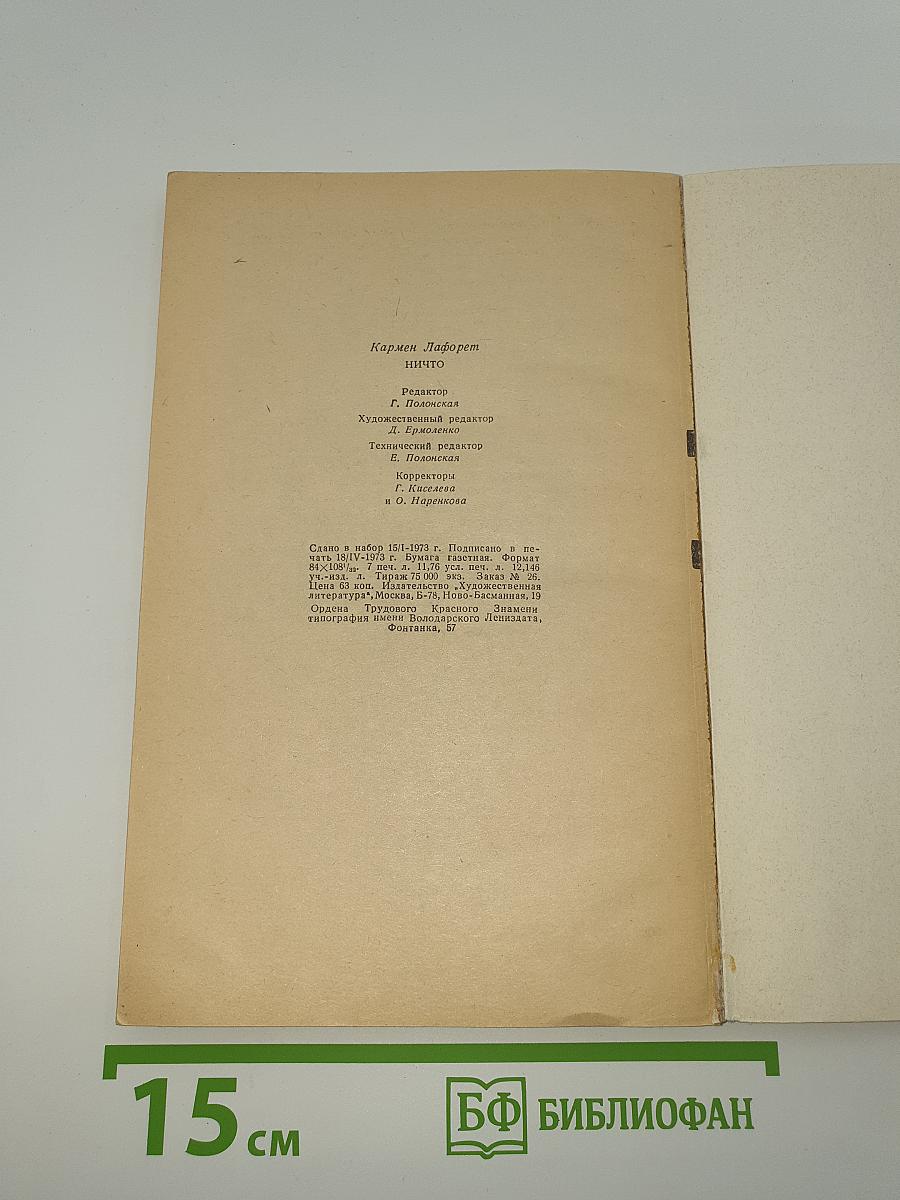 Кармен Лафорет
НИЧТО
Редактор
Г. Полонская
Художественный редактор
Д. Ермоленко
Технический редактор
Е. Полонская
Корректоры
Г. Киселева
и О. Наренкова
Сдано в набор 15/I-1973 г. Подписано в пе-
чать 18/IV-1973 г. Бумага газетная. Формат
84×108¹/₃₂. 7 печ. л. 11,76 усл. печ. л. 12,146
уч.-изд. л. Тираж 75 000 экз. Заказ № 26.
Цена 63 коп. Издательство „Художественная
литература“, Москва, Б-78, Ново-Басманная, 19
Ордена Трудового Красного Знамени
типография имени Володарского Лениздата,
Фонтанка, 57
15 см
БФ БИБЛИОФАН